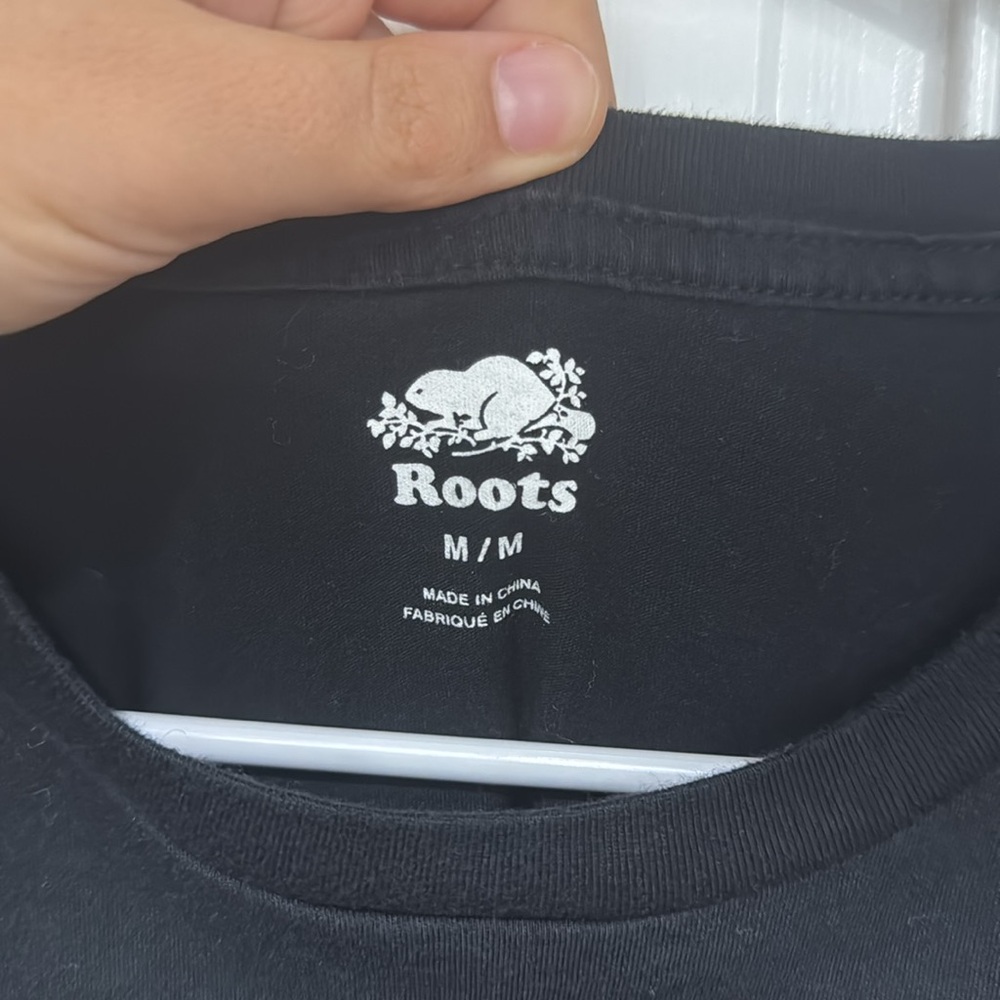 Roots
M / M
MADE IN CHINA
FABRIQUÉ EN CHINE